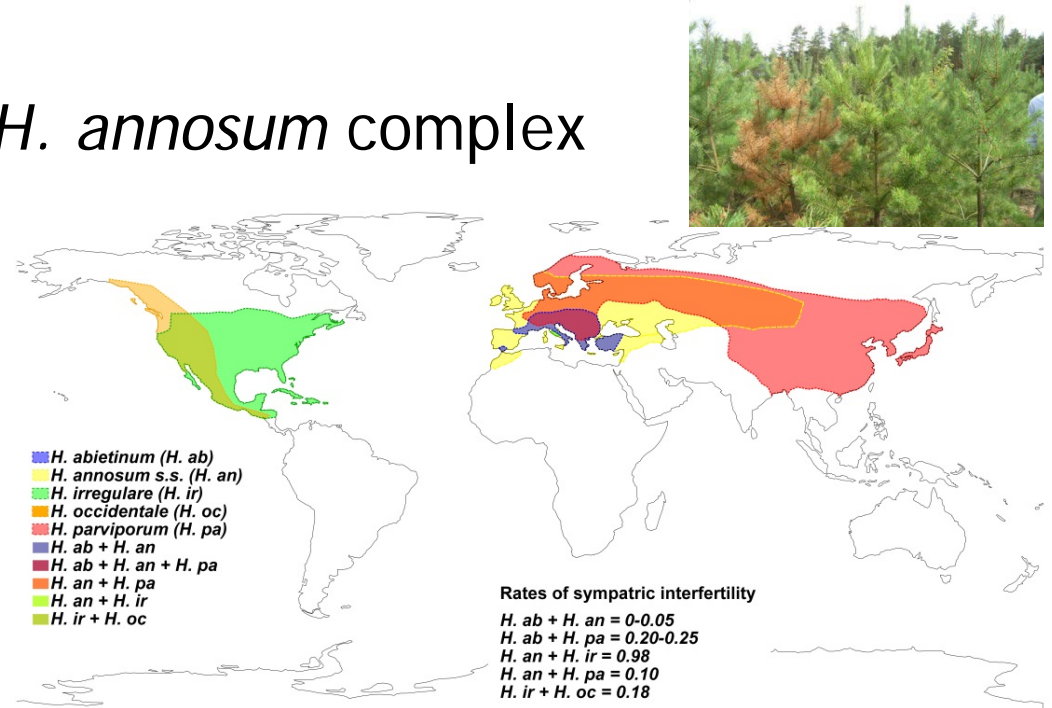 H. annosum complex
H. abietinum (H. ab)
H. annosum s.s. (H. an)
H. irregulare (H. ir)
H. occidentale (H. oc)
H. parviporum (H. pa)
H. ab + H. an
H. ab + H. an + H. pa
H. an + H. pa
H. an + H. ir
H. ir + H. oc
Rates of sympatric interfertility
H. ab + H. an = 0-0.05
H. ab + H. pa = 0.20-0.25
H. an + H. ir = 0.98
H. an + H. pa = 0.10
H. ir + H. oc = 0.18